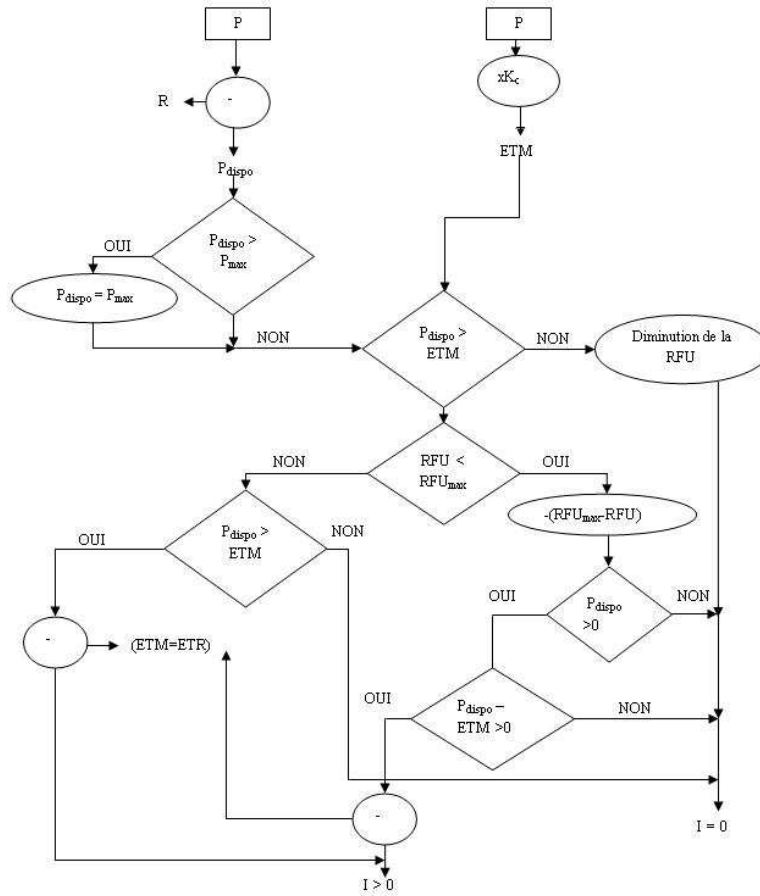 P
P
-
R
xKc
Pdispo
ETM
Pdispo >
Pmax
OUI
Pdispo = Pmax
NON
Pdispo >
ETM
NON
Diminution de la
RFU
RFU <
RFUmax
NON
OUI
-(RFUmax-RFU)
Pdispo >
ETM
OUI
NON
Pdispo
>0
OUI
NON
-
(ETM=ETR)
Pdispo –
ETM >0
OUI
NON
-
I = 0
I > 0